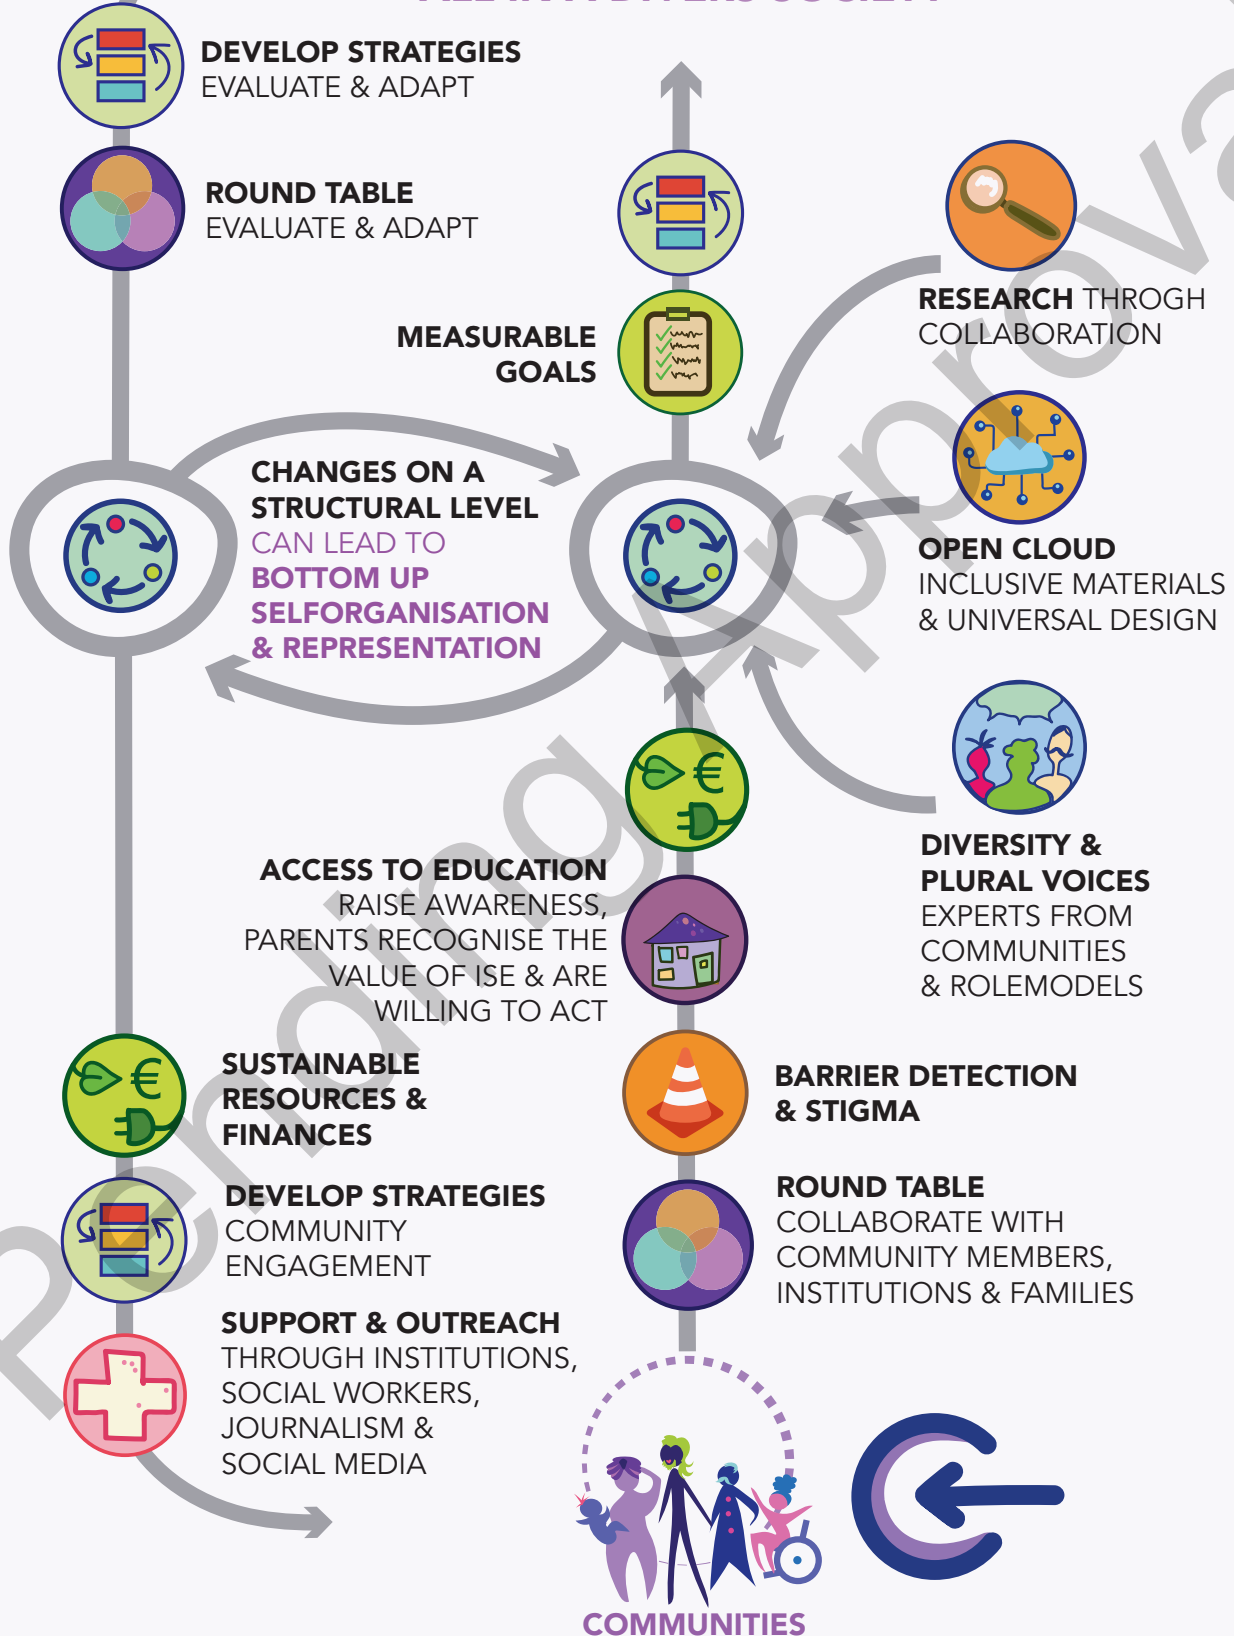 DEVELOP STRATEGIES
EVALUATE & ADAPT
ROUND TABLE
EVALUATE & ADAPT
MEASURABLE
GOALS
RESEARCH THROGH
COLLABORATION
CHANGES ON A
STRUCTURAL LEVEL
CAN LEAD TO
BOTTOM UP
SELFORGANISATION
& REPRESENTATION
OPEN CLOUD
INCLUSIVE MATERIALS
& UNIVERSAL DESIGN
DIVERSITY &
PLURAL VOICES
EXPERTS FROM
COMMUNITIES
& ROLEMODELS
€
ACCESS TO EDUCATION
RAISE AWARENESS,
PARENTS RECOGNISE THE
VALUE OF ISE & ARE
WILLING TO ACT
€
SUSTAINABLE
RESOURCES &
FINANCES
BARRIER DETECTION
& STIGMA
DEVELOP STRATEGIES
COMMUNITY
ENGAGEMENT
ROUND TABLE
COLLABORATE WITH
COMMUNITY MEMBERS,
INSTITUTIONS & FAMILIES
SUPPORT & OUTREACH
THROUGH INSTITUTIONS,
SOCIAL WORKERS,
JOURNALISM &
SOCIAL MEDIA
COMMUNITIES
Pending Approva